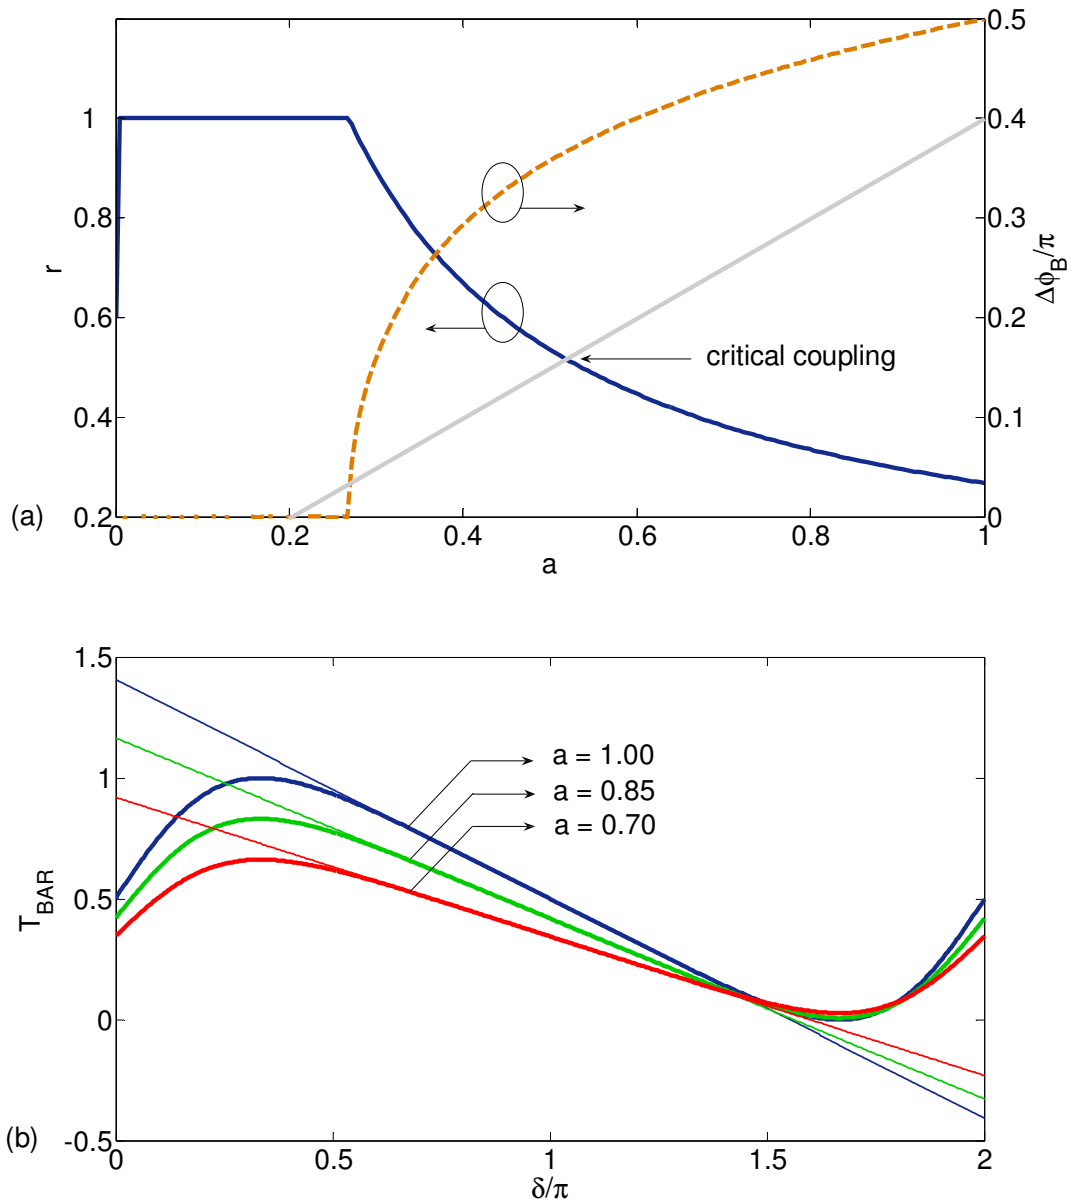 (a)
r
1
0.8
0.6
0.4
0.2
0.5
0.4
0.3
0.2
0.1
0
Δϕ_B/π
critical coupling
0 0.2 0.4 0.6 0.8 1
a
(b)
T_BAR
1.5
1
0.5
0
-0.5
a = 1.00
a = 0.85
a = 0.70
0 0.5 1 1.5 2
δ/π